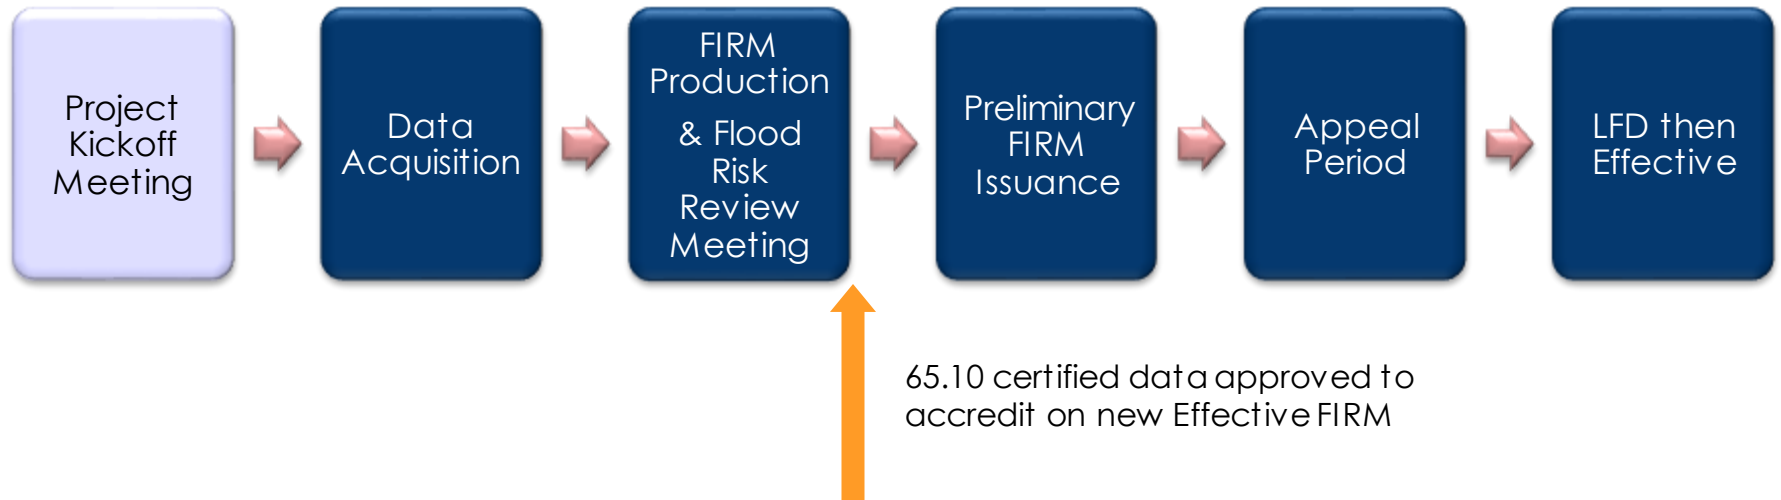 Project
Kickoff
Meeting
Data
Acquisition
FIRM
Production
& Flood
Risk
Review
Meeting
Preliminary
FIRM
Issuance
Appeal
Period
LFD then
Effective
65.10 certified data approved to
accredit on new Effective FIRM